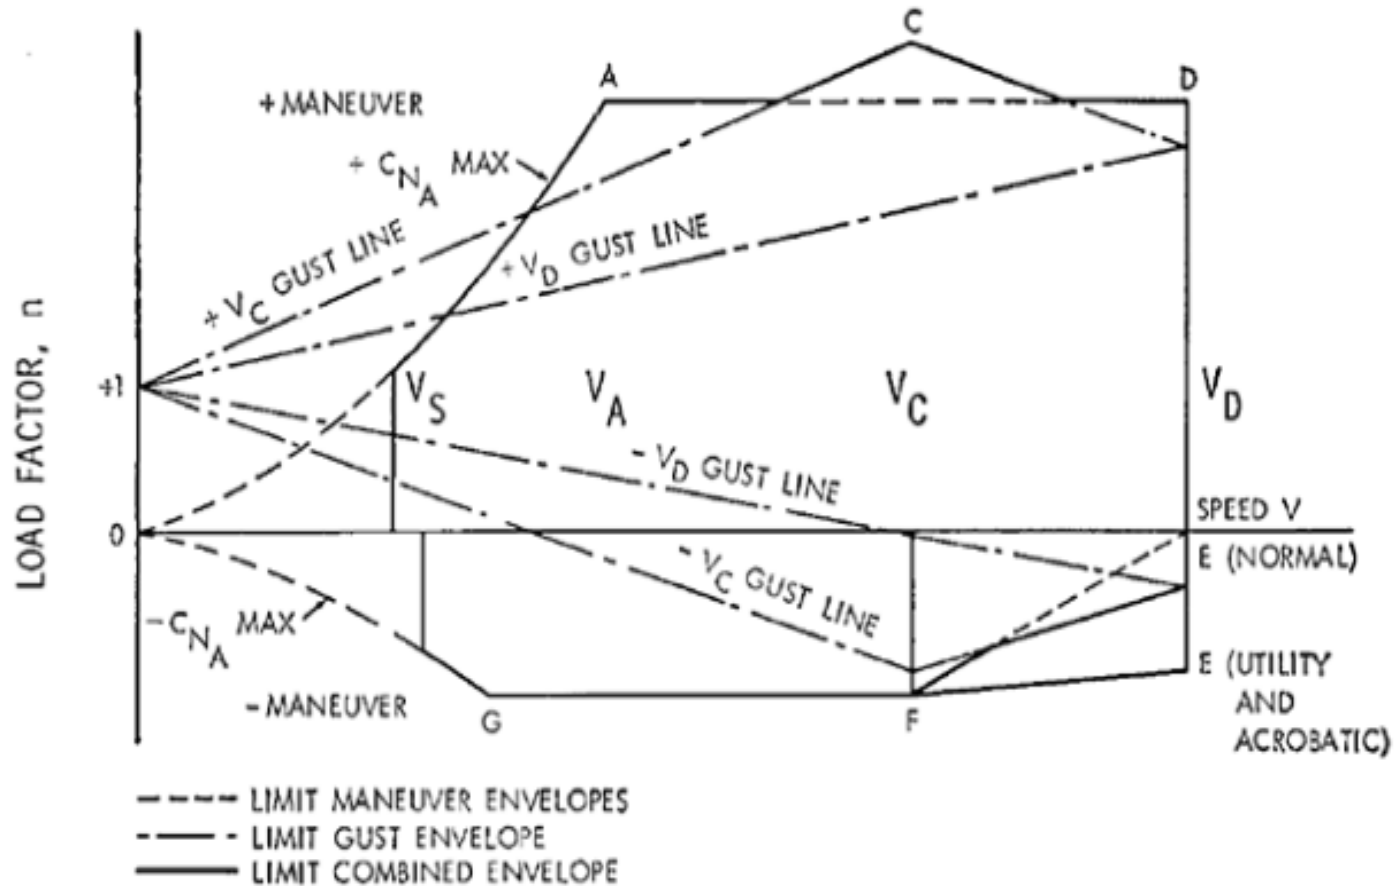 C
A
D
+MANEUVER
+ C_NA MAX
+ V_C GUST LINE
+ V_D GUST LINE
LOAD FACTOR, n
+1
V_S
V_A
V_C
V_D
- V_D GUST LINE
SPEED V
0
E (NORMAL)
- V_C GUST LINE
-C_NA MAX
E (UTILITY
AND
ACROBATIC)
-MANEUVER
G
F
LIMIT MANEUVER ENVELOPES
LIMIT GUST ENVELOPE
LIMIT COMBINED ENVELOPE